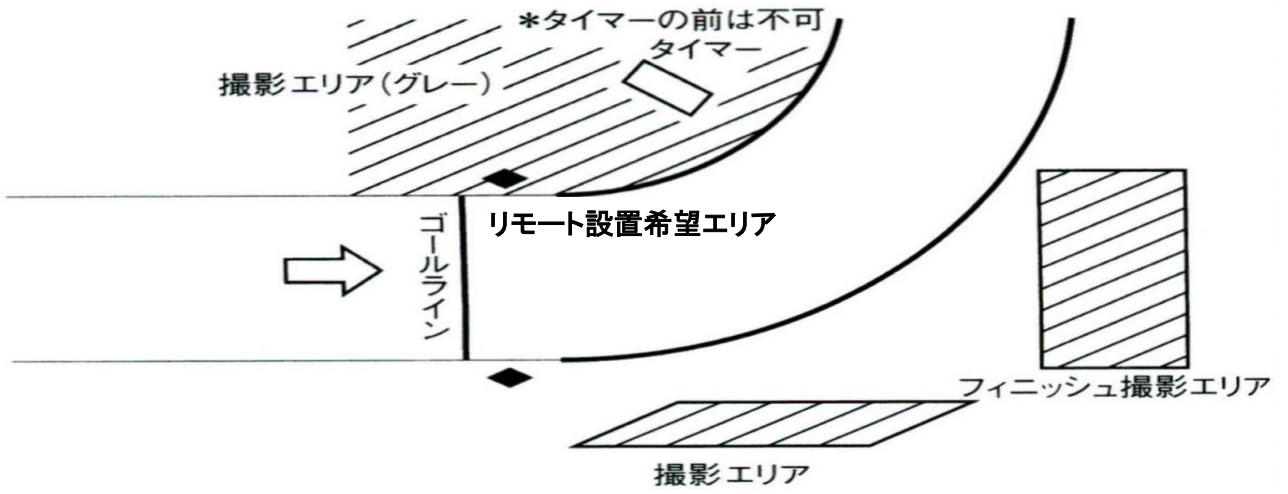 ＊タイマーの前は不可
タイマー
撮影エリア（グレー）
リモート設置希望エリア
ゴールライン
フィニッシュ撮影エリア
撮影エリア